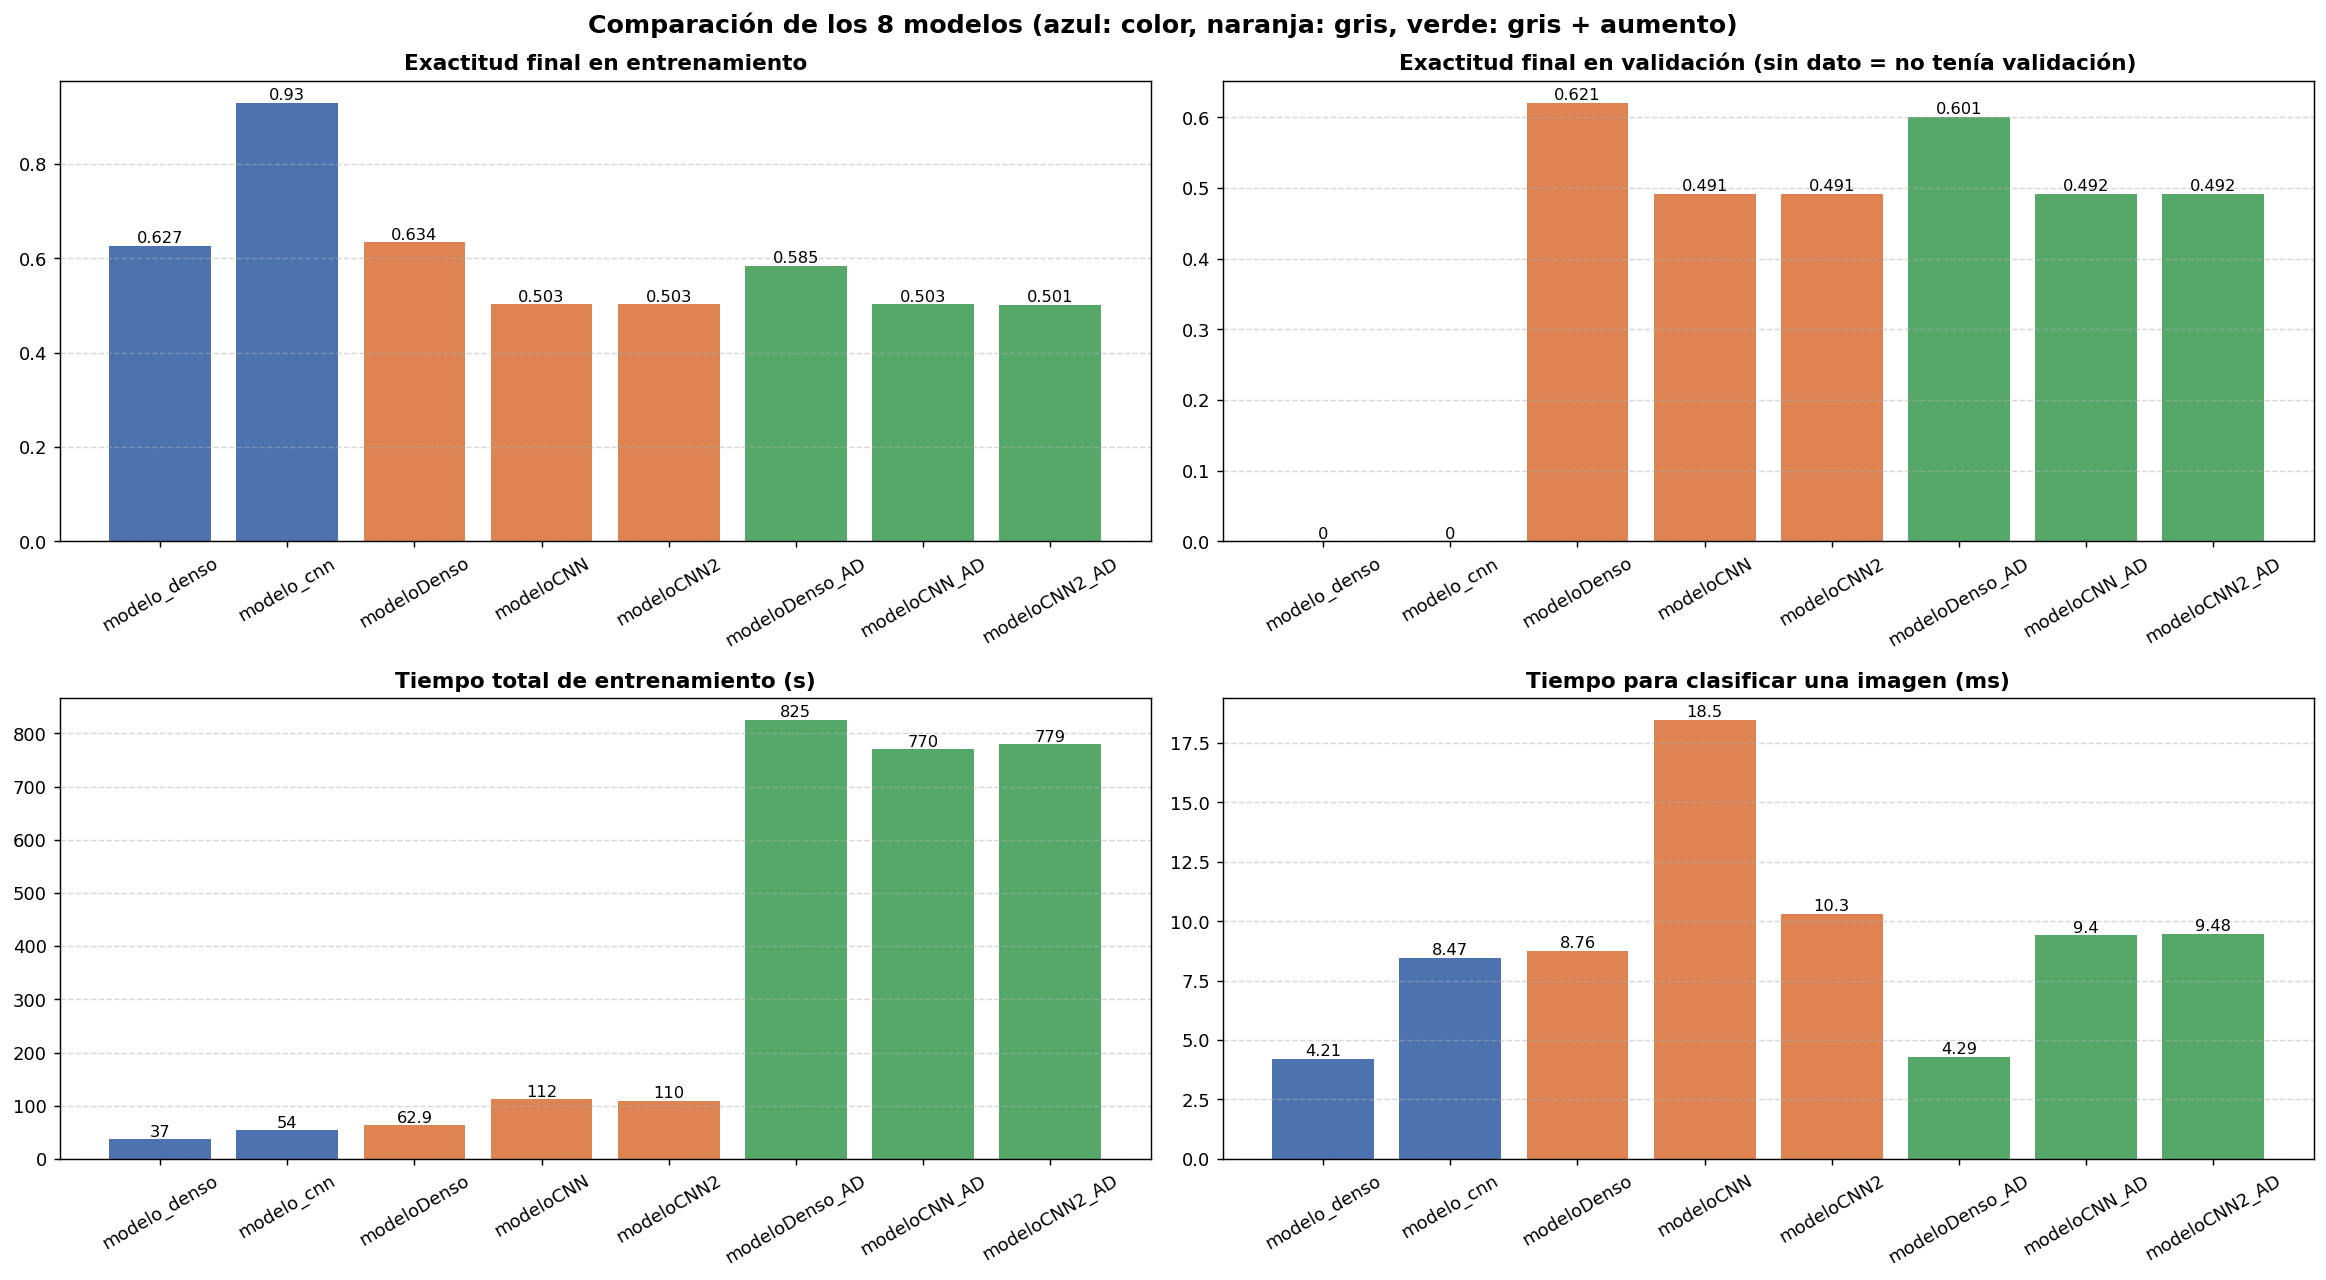 Comparación de los 8 modelos (azul: color, naranja: gris, verde: gris + aumento)
Exactitud final en entrenamiento
0.8
0.6
0.4
0.2
0.0
0.627
0.93
0.634
0.503
0.503
0.585
0.503
0.501
modelo_denso
modelo_cnn
modeloDenso
modeloCNN
modeloCNN2
modeloDenso_AD
modeloCNN_AD
modeloCNN2_AD
Exactitud final en validación (sin dato = no tenía validación)
0.6
0.5
0.4
0.3
0.2
0.1
0.0
0
0
0.621
0.491
0.491
0.601
0.492
0.492
modelo_denso
modelo_cnn
modeloDenso
modeloCNN
modeloCNN2
modeloDenso_AD
modeloCNN_AD
modeloCNN2_AD
Tiempo total de entrenamiento (s)
800
700
600
500
400
300
200
100
0
37
54
62.9
112
110
825
770
779
modelo_denso
modelo_cnn
modeloDenso
modeloCNN
modeloCNN2
modeloDenso_AD
modeloCNN_AD
modeloCNN2_AD
Tiempo para clasificar una imagen (ms)
17.5
15.0
12.5
10.0
7.5
5.0
2.5
0.0
4.21
8.47
8.76
18.5
10.3
4.29
9.4
9.48
modelo_denso
modelo_cnn
modeloDenso
modeloCNN
modeloCNN2
modeloDenso_AD
modeloCNN_AD
modeloCNN2_AD